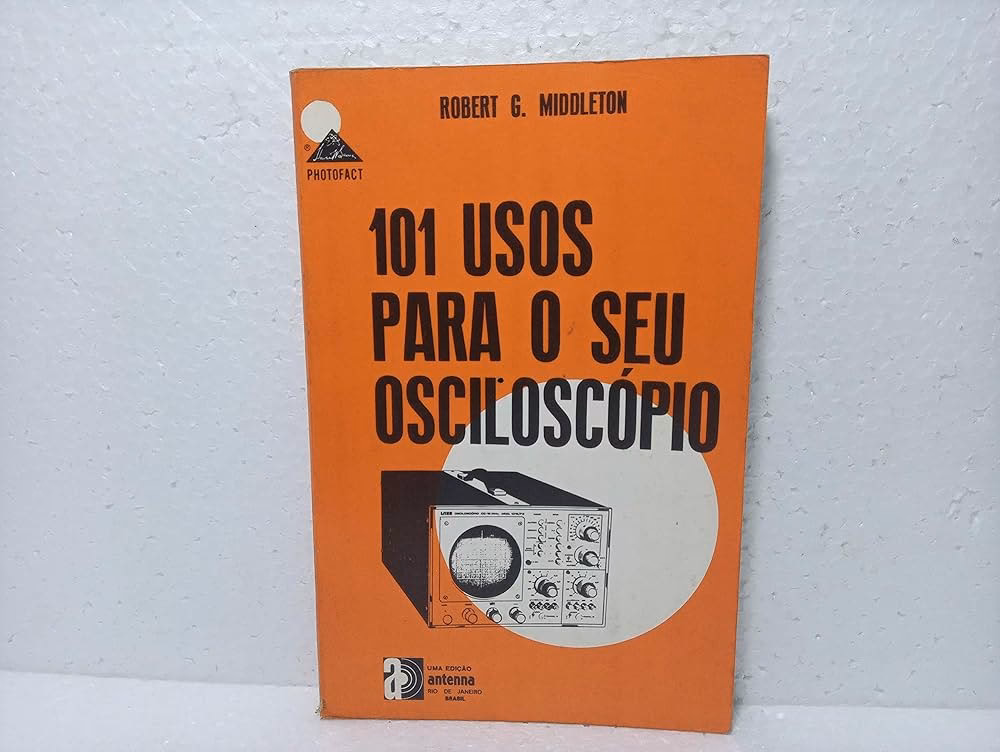 ROBERT G. MIDDLETON
®
PHOTOFACT
101 USOS
PARA O SEU
OSCILOSCÓPIO
UMA EDIÇÃO
antenna
RIO DE JANEIRO
BRASIL